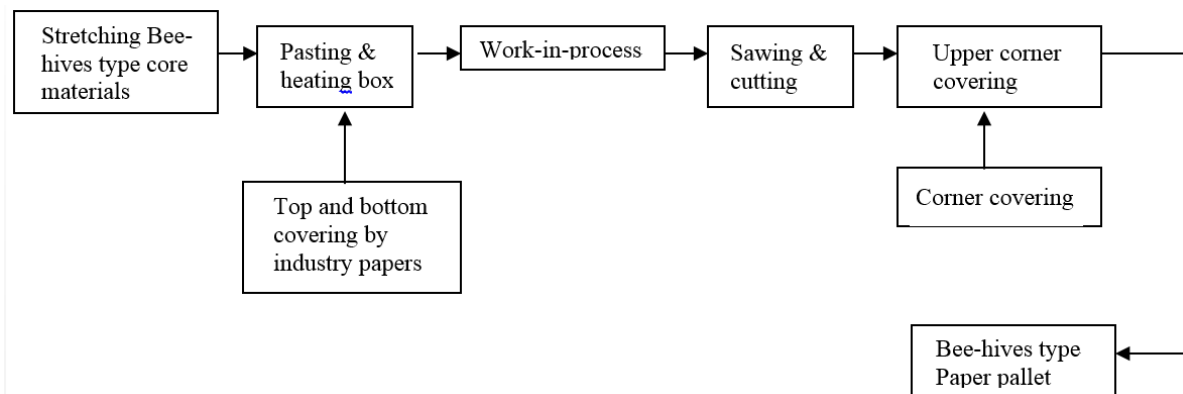 Stretching Bee-
hives type core
materials
Pasting &
heating box
Work-in-process
Sawing &
cutting
Upper corner
covering
Top and bottom
covering by
industry papers
Corner covering
Bee-hives type
Paper pallet